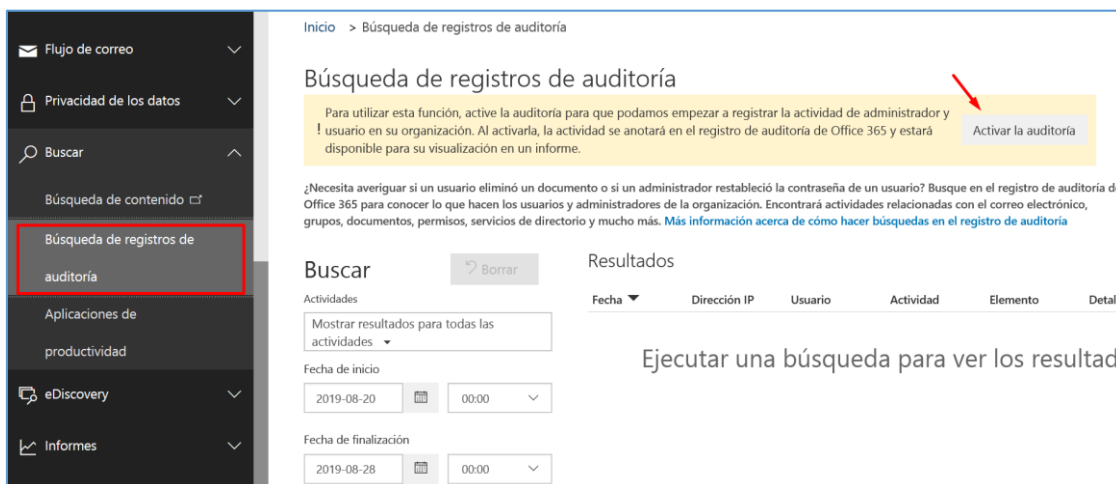 Flujo de correo
Privacidad de los datos
Buscar
Búsqueda de contenido
Búsqueda de registros de
auditoría
Aplicaciones de
productividad
eDiscovery
Informes
Inicio > Búsqueda de registros de auditoría
Búsqueda de registros de auditoría
Para utilizar esta función, active la auditoría para que podamos empezar a registrar la actividad de administrador y
! usuario en su organización. Al activarla, la actividad se anotará en el registro de auditoría de Office 365 y estará
disponible para su visualización en un informe.
Activar la auditoría
¿Necesita averiguar si un usuario eliminó un documento o si un administrador restableció la contraseña de un usuario? Busque en el registro de auditoría d
Office 365 para conocer lo que hacen los usuarios y administradores de la organización. Encontrará actividades relacionadas con el correo electrónico,
grupos, documentos, permisos, servicios de directorio y mucho más. Más información acerca de cómo hacer búsquedas en el registro de auditoría
Buscar
Borrar
Actividades
Mostrar resultados para todas las
actividades
Fecha de inicio
2019-08-20 00:00
Fecha de finalización
2019-08-28 00:00
Resultados
Fecha Dirección IP Usuario Actividad Elemento Detal
Ejecutar una búsqueda para ver los resultad